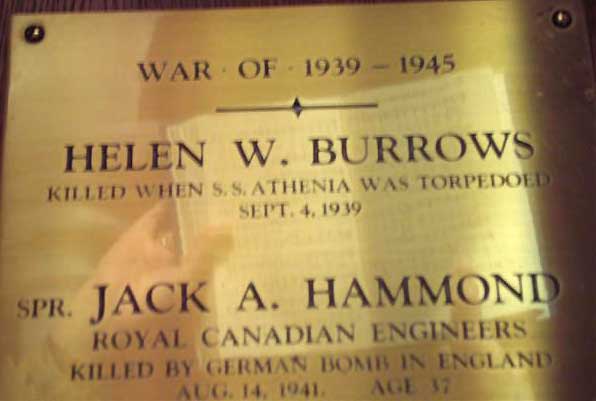 WAR · OF · 1939 – 1945
HELEN W. BURROWS
KILLED WHEN S.S. ATHENIA WAS TORPEDOED
SEPT. 4, 1939
SPR. JACK A. HAMMOND
ROYAL CANADIAN ENGINEERS
KILLED BY GERMAN BOMB IN ENGLAND
AUG. 14, 1941. AGE 37